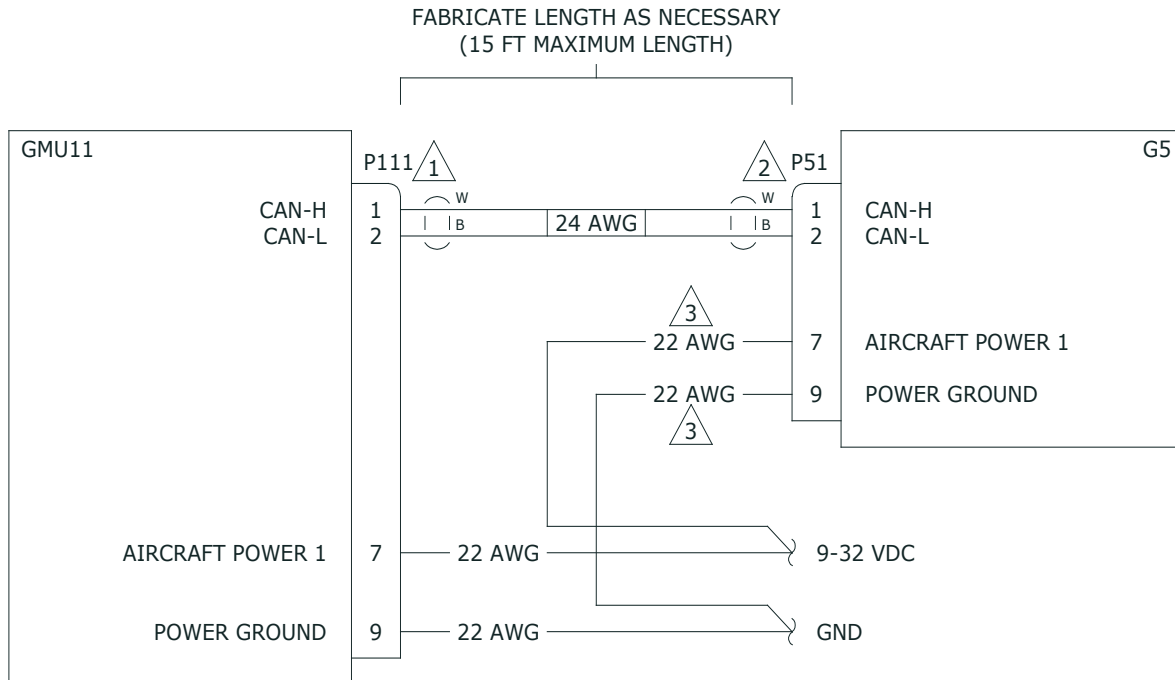 FABRICATE LENGTH AS NECESSARY
(15 FT MAXIMUM LENGTH)
GMU11
G5
P111
1
2
P51
W
W
CAN-H
1
1
CAN-H
B
24 AWG
B
CAN-L
2
2
CAN-L
3
22 AWG
7
AIRCRAFT POWER 1
22 AWG
9
POWER GROUND
3
AIRCRAFT POWER 1
7
22 AWG
9-32 VDC
POWER GROUND
9
22 AWG
GND